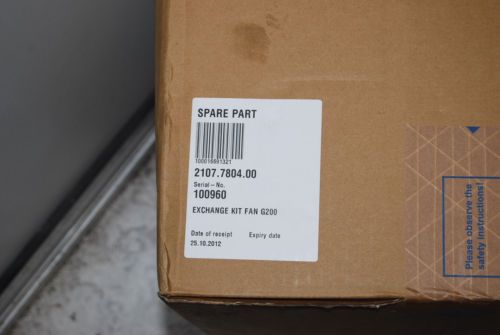 SPARE PART
100016691321
2107.7804.00
Serial-No.
100960
EXCHANGE KIT FAN G200
Date of receipt Expiry date
25.10.2012
Please observe the
safety instructions!